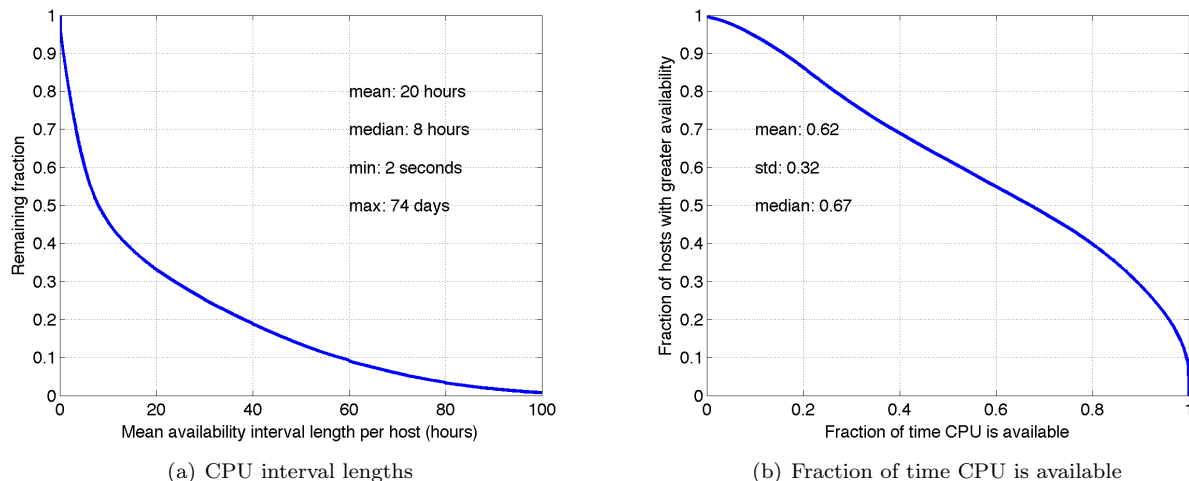 1
0.9
0.8
0.7
0.6
0.5
0.4
0.3
0.2
0.1
0
Remaining fraction
mean: 20 hours
median: 8 hours
min: 2 seconds
max: 74 days
0 20 40 60 80 100
Mean availability interval length per host (hours)
(a) CPU interval lengths
1
0.9
0.8
0.7
0.6
0.5
0.4
0.3
0.2
0.1
0
Fraction of hosts with greater availability
mean: 0.62
std: 0.32
median: 0.67
0 0.2 0.4 0.6 0.8 1
Fraction of time CPU is available
(b) Fraction of time CPU is available